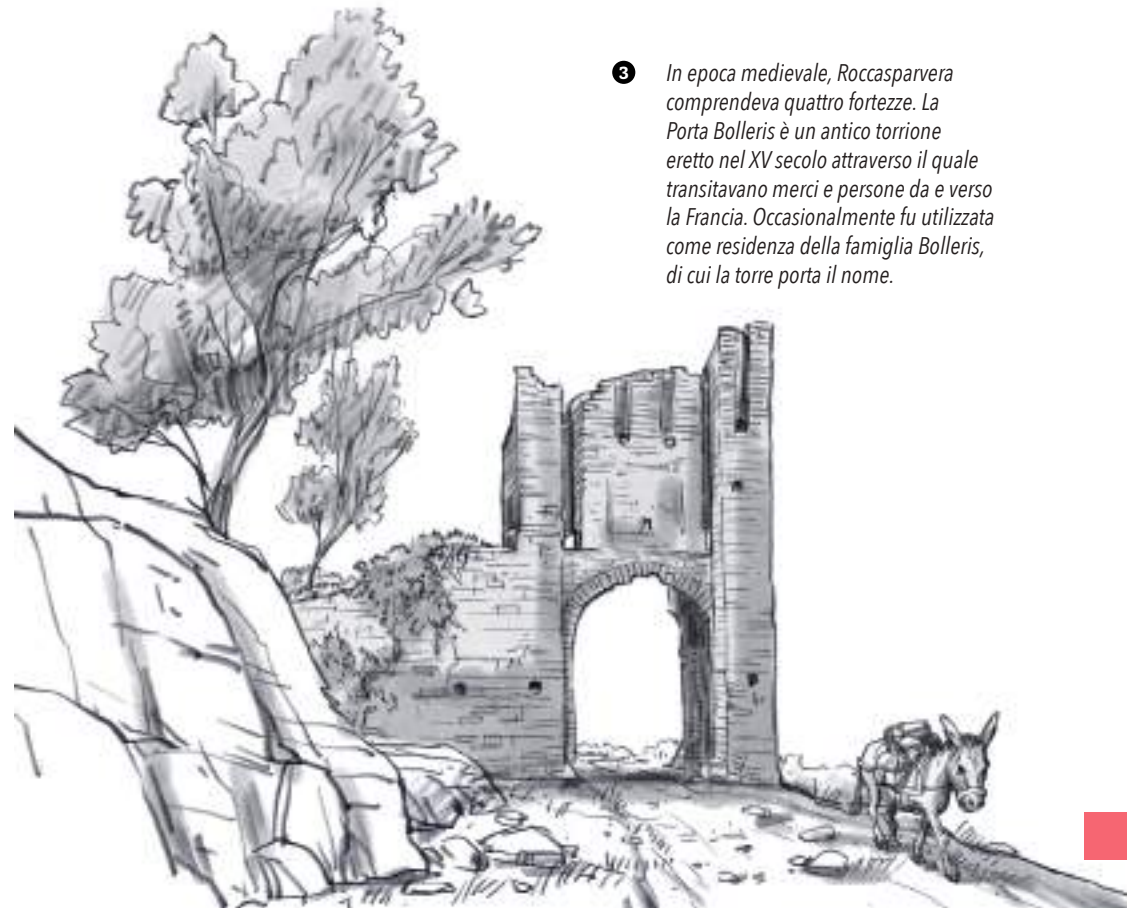 3 In epoca medievale, Roccasparvera
comprendeva quattro fortezze. La
Porta Bolleris è un antico torrione
eretto nel XV secolo attraverso il quale
transitavano merci e persone da e verso
la Francia. Occasionalmente fu utilizzata
come residenza della famiglia Bolleris,
di cui la torre porta il nome.